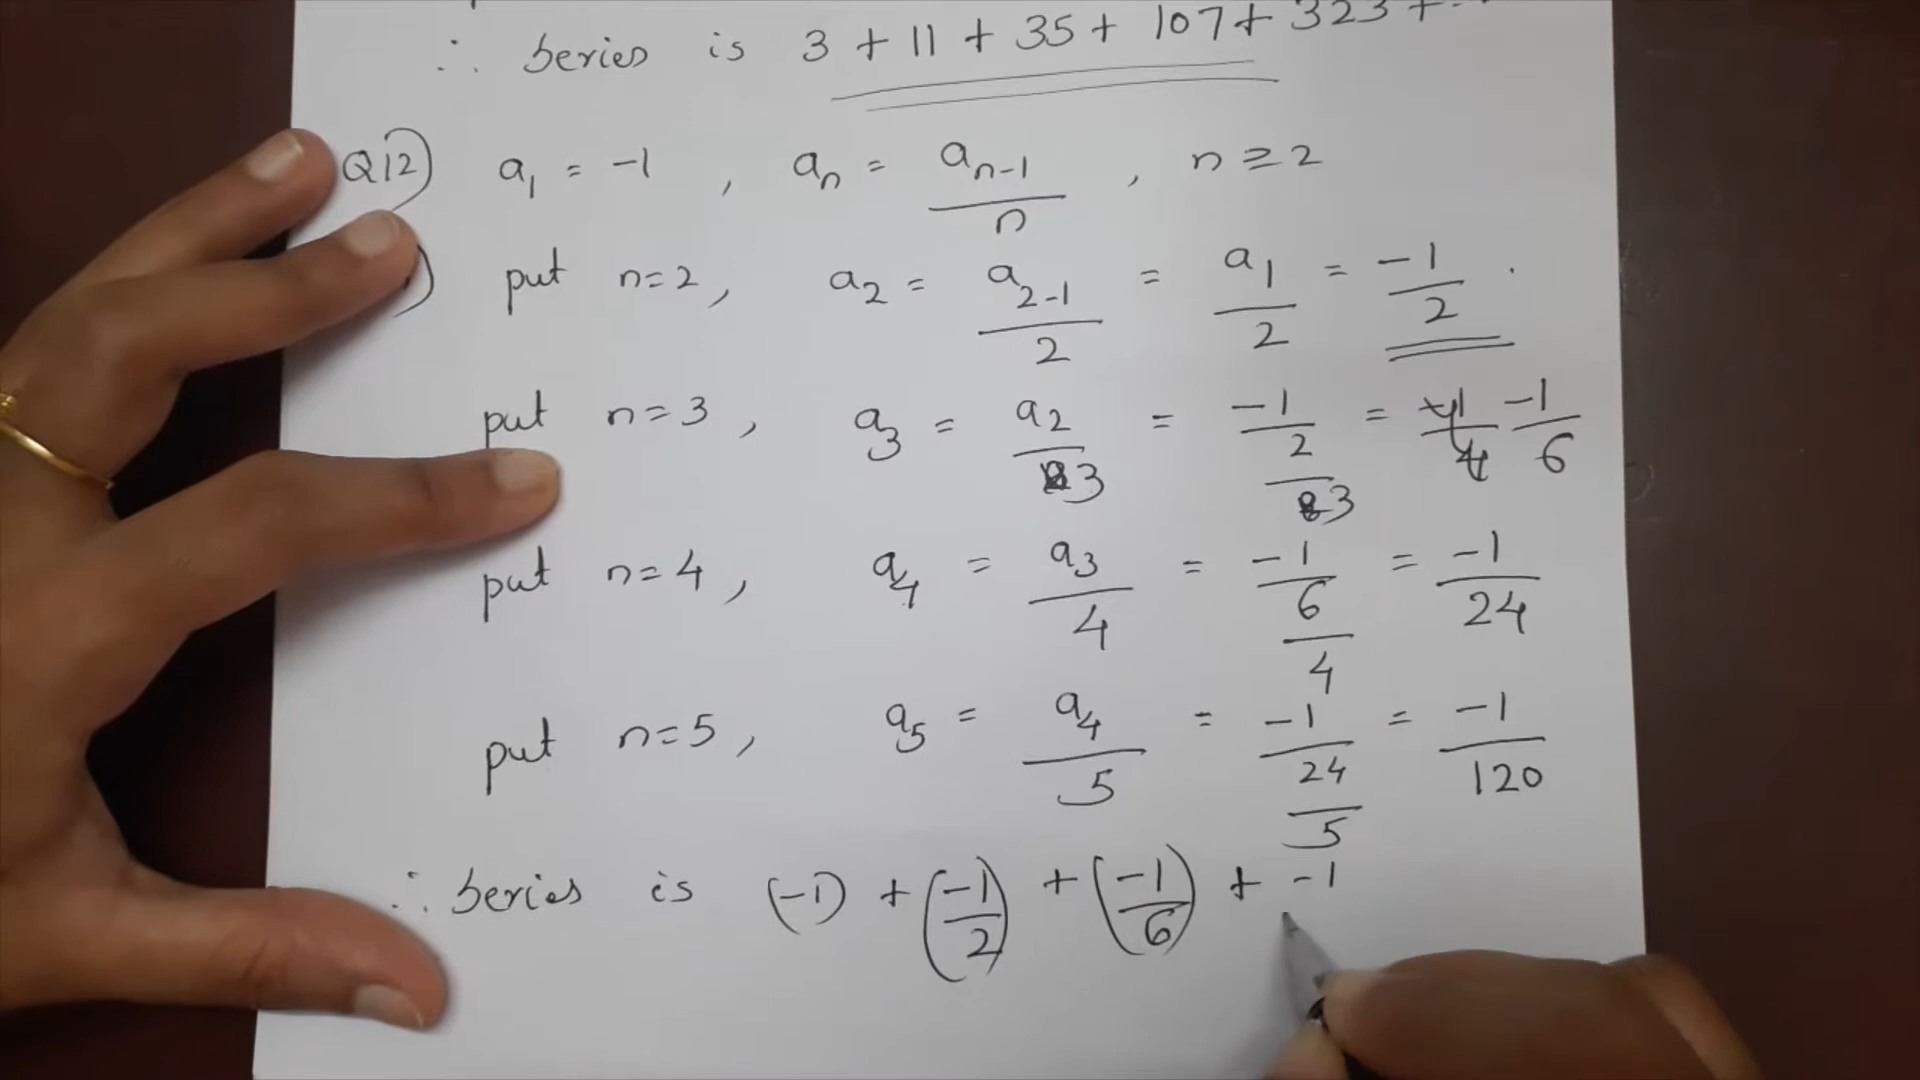 ∴ Series is 3 + 11 + 35 + 107 + 323 + ..
Q12) a₁ = -1 , aₙ = aₙ₋₁/n , n ≥ 2
) put n=2, a₂ = a₂₋₁/2 = a₁/2 = -1/2 .
put n=3 , a₃ = a₂/3 = -1/2/3 = -1/6
put n=4 , a₄ = a₃/4 = -1/6/4 = -1/24
put n=5 , a₅ = a₄/5 = -1/24/5 = -1/120
∴ Series is (-1) + (-1/2) + (-1/6) + -1